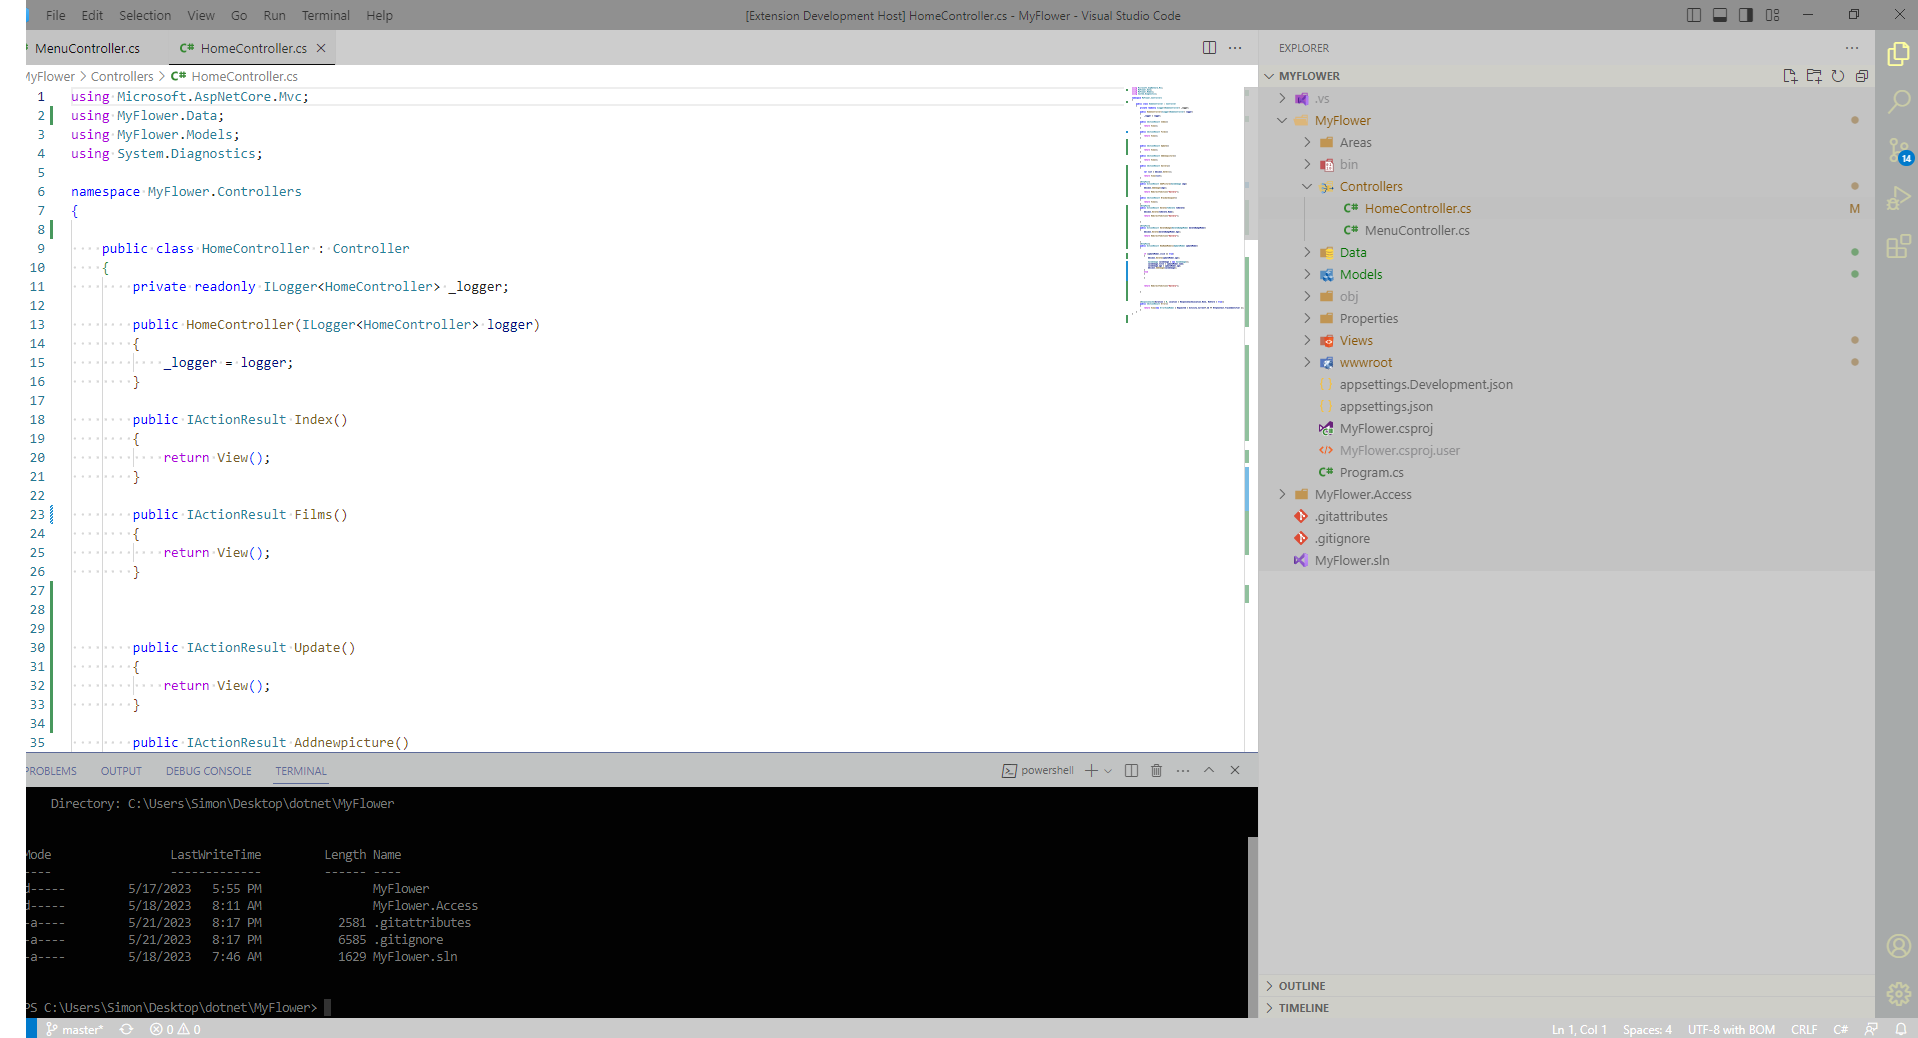 File Edit Selection View Go Run Terminal Help
[Extension Development Host] HomeController.cs - MyFlower - Visual Studio Code
MenuController.cs
C# HomeController.cs
MyFlower > Controllers > C# HomeController.cs
1 using Microsoft.AspNetCore.Mvc;
2 using MyFlower.Data;
3 using MyFlower.Models;
4 using System.Diagnostics;
5
6 namespace MyFlower.Controllers
7 {
8
9 public class HomeController : Controller
10 {
11 private readonly ILogger<HomeController> _logger;
12
13 public HomeController(ILogger<HomeController> logger)
14 {
15 _logger = logger;
16 }
17
18 public IActionResult Index()
19 {
20 return View();
21 }
22
23 public IActionResult Films()
24 {
25 return View();
26 }
27
28
29
30 public IActionResult Update()
31 {
32 return View();
33 }
34
35 public IActionResult Addnewpicture()
PROBLEMS OUTPUT DEBUG CONSOLE TERMINAL
powershell
Directory: C:\Users\Simon\Desktop\dotnet\MyFlower
Mode LastWriteTime Length Name
---- ------------- ------ ----
d----- 5/17/2023 5:55 PM MyFlower
d----- 5/18/2023 8:11 AM MyFlower.Access
-a---- 5/21/2023 8:17 PM 2581 .gitattributes
-a---- 5/21/2023 8:17 PM 6585 .gitignore
-a---- 5/18/2023 7:46 AM 1629 MyFlower.sln
PS C:\Users\Simon\Desktop\dotnet\MyFlower>
EXPLORER
MYFLOWER
.vs
MyFlower
Areas
bin
Controllers
C# HomeController.cs M
C# MenuController.cs
Data
Models
obj
Properties
Views
wwwroot
appsettings.Development.json
appsettings.json
MyFlower.csproj
MyFlower.csproj.user
C# Program.cs
MyFlower.Access
.gitattributes
.gitignore
MyFlower.sln
OUTLINE
TIMELINE
14
master* 0 0
Ln 1, Col 1 Spaces: 4 UTF-8 with BOM CRLF C#